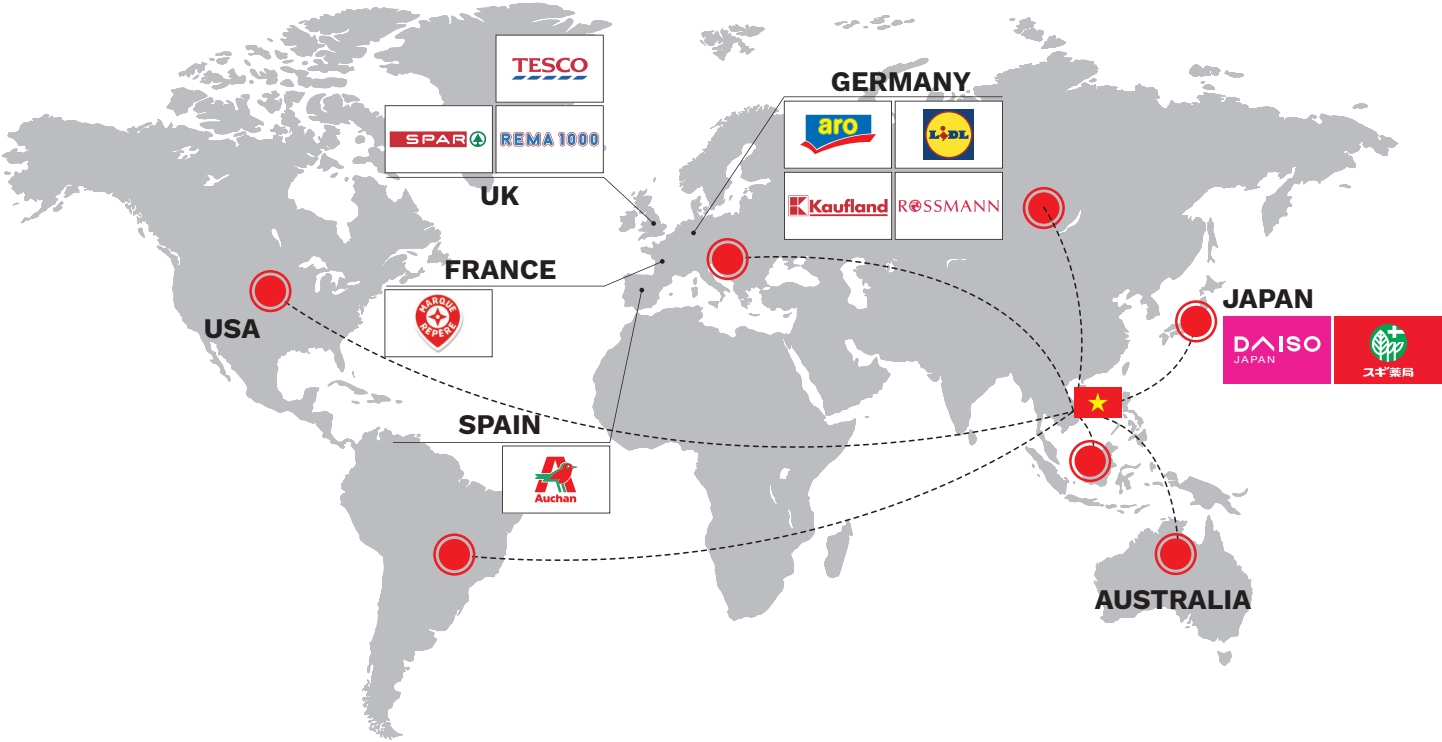 TESCO
SPAR
REMA 1000
UK
GERMANY
aro
LIDL
Kaufland
ROSSMANN
FRANCE
MARQUE
REPERE
USA
JAPAN
DAISO
JAPAN
スギ薬局
SPAIN
Auchan
AUSTRALIA